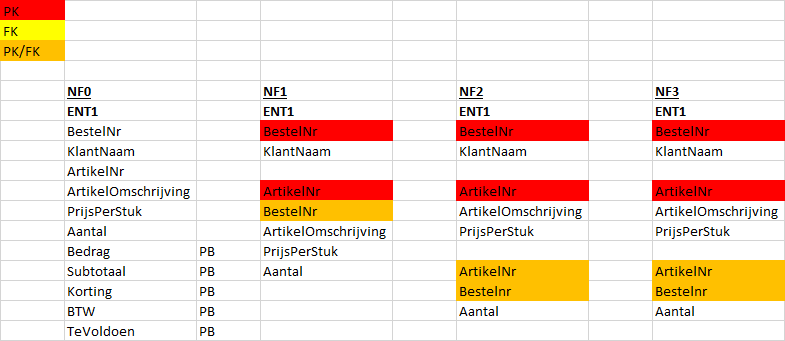 PK
FK
PK/FK
NF0 NF1 NF2 NF3
ENT1 ENT1 ENT1 ENT1
BestelNr BestelNr BestelNr BestelNr
KlantNaam KlantNaam KlantNaam KlantNaam
ArtikelNr
ArtikelOmschrijving ArtikelNr ArtikelNr ArtikelNr
PrijsPerStuk BestelNr ArtikelOmschrijving ArtikelOmschrijving
Aantal ArtikelOmschrijving PrijsPerStuk PrijsPerStuk
Bedrag PB PrijsPerStuk
Subtotaal PB Aantal ArtikelNr ArtikelNr
Korting PB Bestelnr Bestelnr
BTW PB Aantal Aantal
TeVoldoen PB